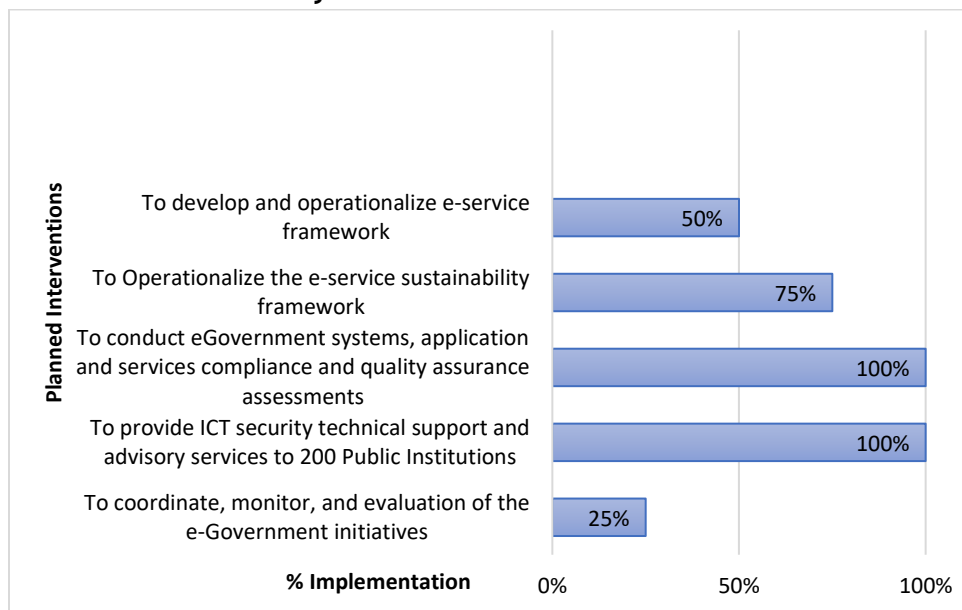 Planned Interventions
To develop and operationalize e-service
framework
50%
To Operationalize the e-service sustainability
framework
75%
To conduct eGovernment systems, application
and services compliance and quality assurance
assessments
100%
To provide ICT security technical support and
advisory services to 200 Public Institutions
100%
To coordinate, monitor, and evaluation of the
e-Government initiatives
25%
% Implementation
0%
50%
100%